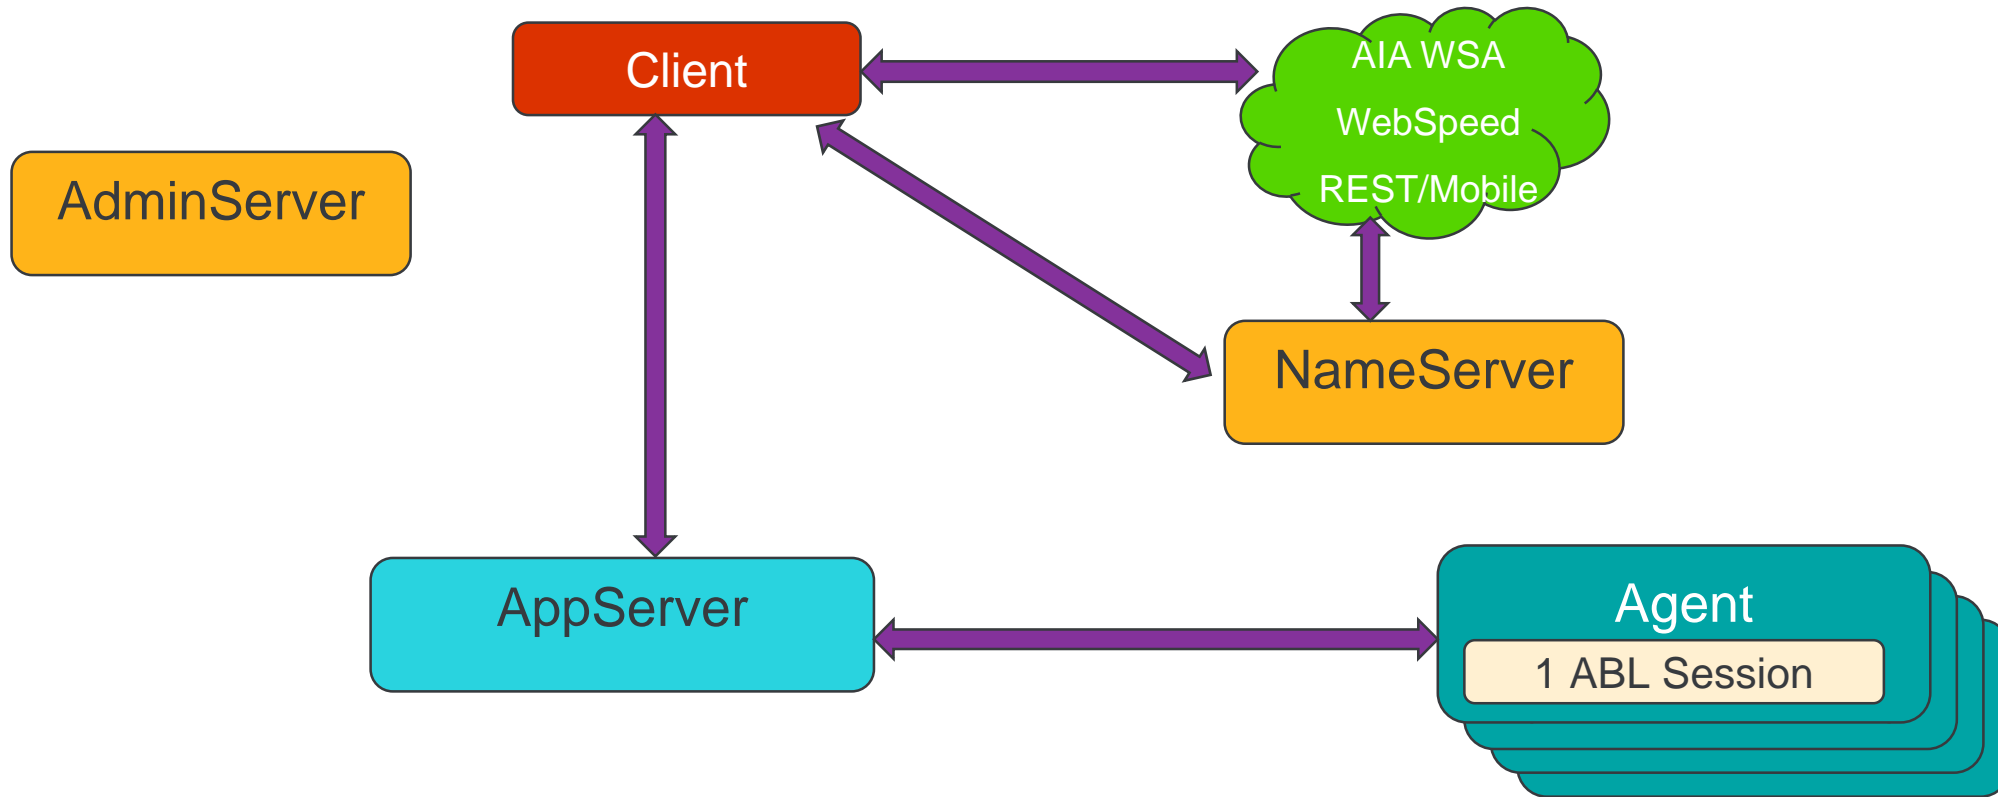 Client
AIA WSA
WebSpeed
REST/Mobile
AdminServer
NameServer
AppServer
Agent
1 ABL Session